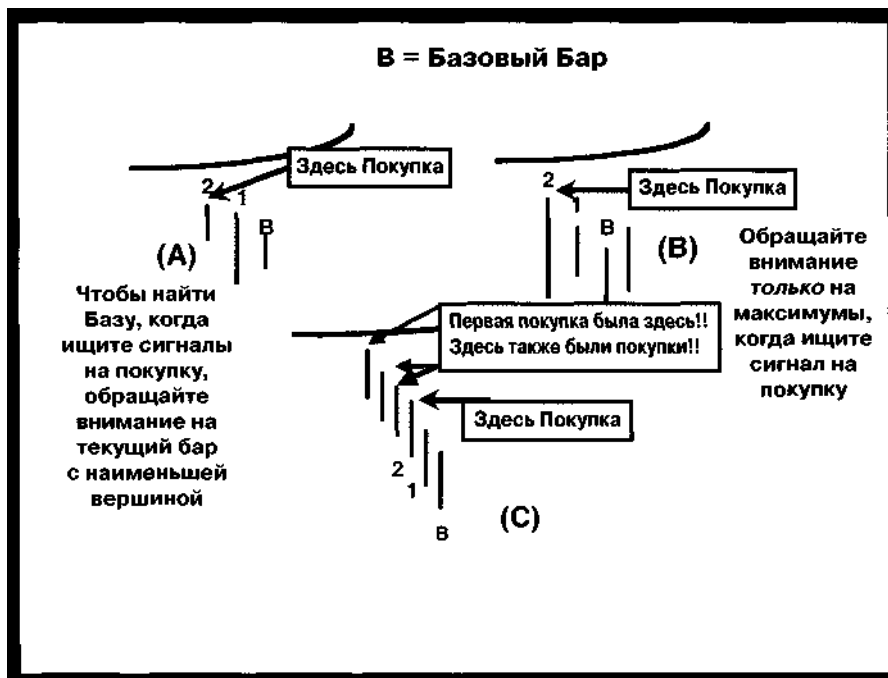 В = Базовый Бар
Здесь Покупка
2
1
В
(A)
Чтобы найти
Базу, когда
ищите сигналы
на покупку,
обращайте
внимание на
текущий бар
с наименьшей
вершиной
2
Здесь Покупка
В
(B)
Обращайте
внимание
только на
максимумы,
когда ищите
сигнал на
покупку
Первая покупка была здесь!!
Здесь также были покупки!!
Здесь Покупка
2
1
В
(C)